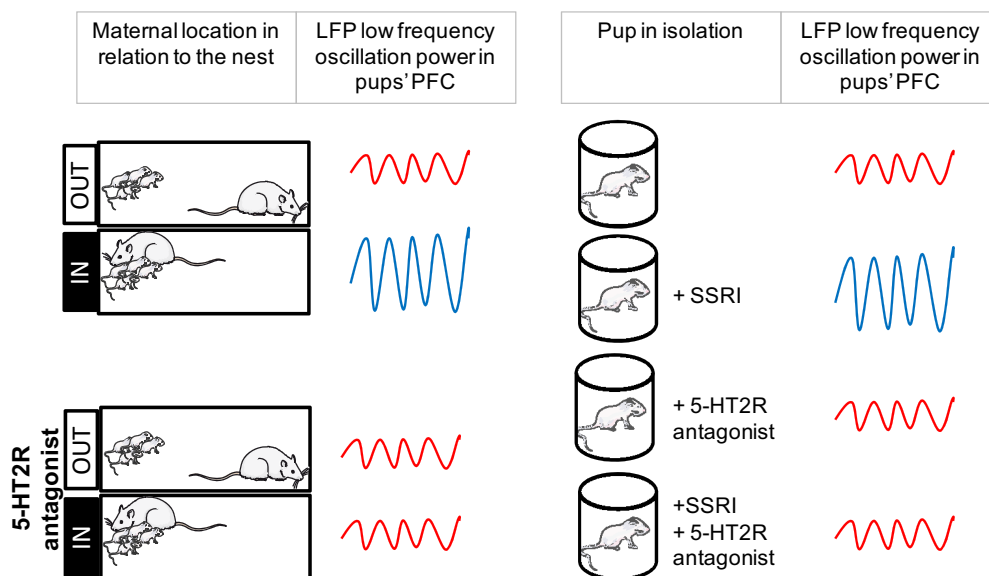 Maternal location in
relation to the nest
LFP low frequency
oscillation power in
pups' PFC
Pup in isolation
LFP low frequency
oscillation power in
pups' PFC
OUT
IN
+ SSRI
5-HT2R
antagonist
OUT
IN
+ 5-HT2R
antagonist
+SSRI
+ 5-HT2R
antagonist